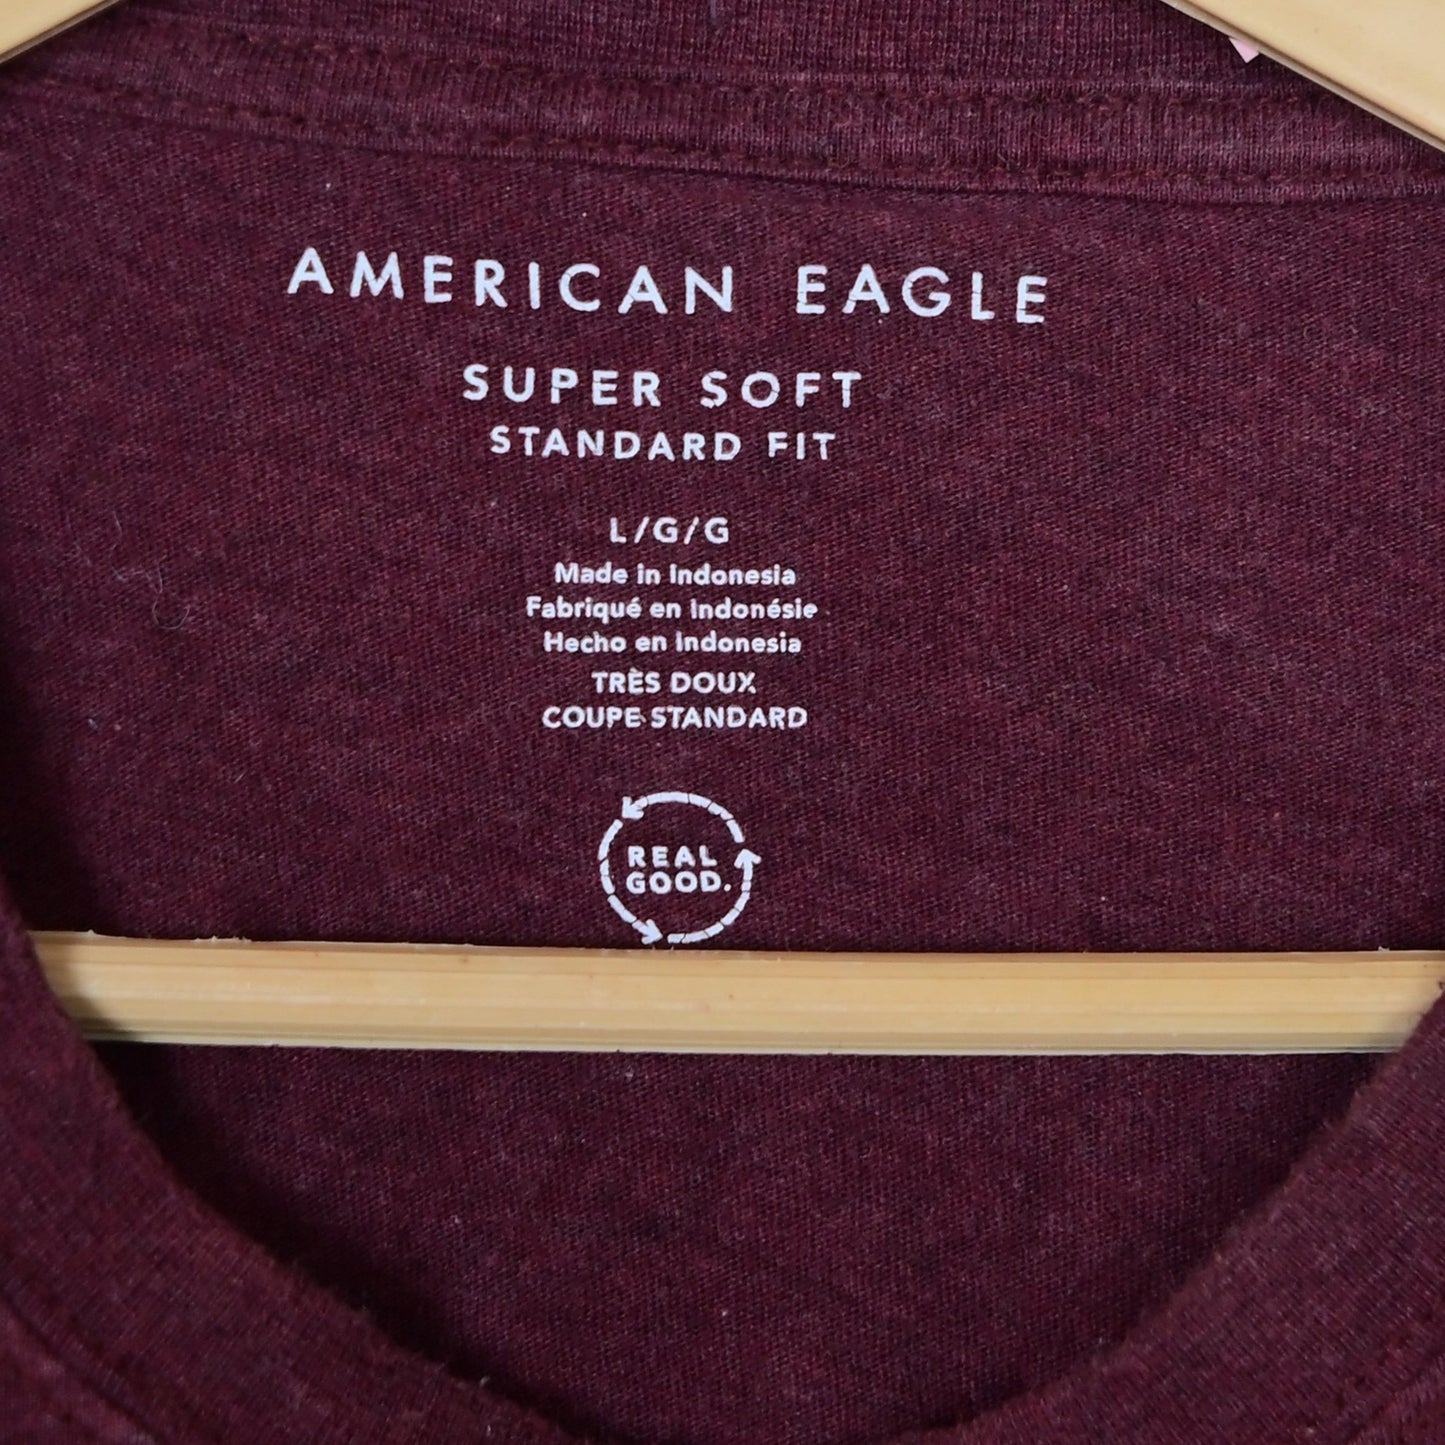 AMERICAN EAGLE
SUPER SOFT
STANDARD FIT
L/G/G
Made in Indonesia
Fabriqué en Indonésie
Hecho en Indonesia
TRÈS DOUX
COUPE STANDARD
REAL
GOOD.